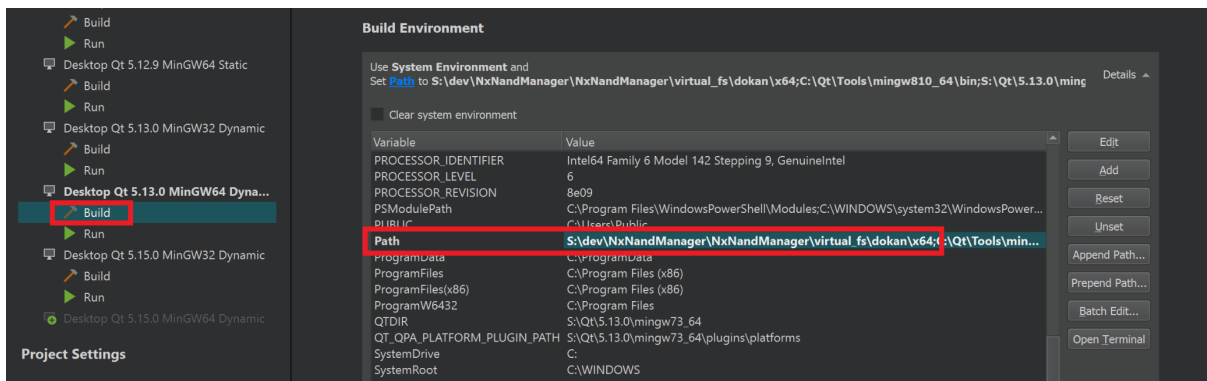 Build
Run
Desktop Qt 5.12.9 MinGW64 Static
Build
Run
Desktop Qt 5.13.0 MinGW32 Dynamic
Build
Run
Desktop Qt 5.13.0 MinGW64 Dyna...
Build
Run
Desktop Qt 5.15.0 MinGW32 Dynamic
Build
Run
Desktop Qt 5.15.0 MinGW64 Dynamic
Project Settings
Build Environment
Use System Environment and
Set Path to S:\dev\NxNandManager\NxNandManager\virtual_fs\dokan\x64;C:\Qt\Tools\mingw810_64\bin;S:\Qt\5.13.0\ming
Details
Clear system environment
Variable Value
PROCESSOR_IDENTIFIER Intel64 Family 6 Model 142 Stepping 9, GenuineIntel
PROCESSOR_LEVEL 6
PROCESSOR_REVISION 8e09
PSModulePath C:\Program Files\WindowsPowerShell\Modules;C:\WINDOWS\system32\WindowsPower...
PUBLIC C:\Users\Public
Path S:\dev\NxNandManager\NxNandManager\virtual_fs\dokan\x64;C:\Qt\Tools\min...
ProgramData C:\ProgramData
ProgramFiles C:\Program Files (x86)
ProgramFiles(x86) C:\Program Files (x86)
ProgramW6432 C:\Program Files
QTDIR S:\Qt\5.13.0\mingw73_64
QT_QPA_PLATFORM_PLUGIN_PATH S:\Qt\5.13.0\mingw73_64\plugins\platforms
SystemDrive C:
SystemRoot C:\WINDOWS
Edit
Add
Reset
Unset
Append Path...
Prepend Path...
Batch Edit...
Open Terminal